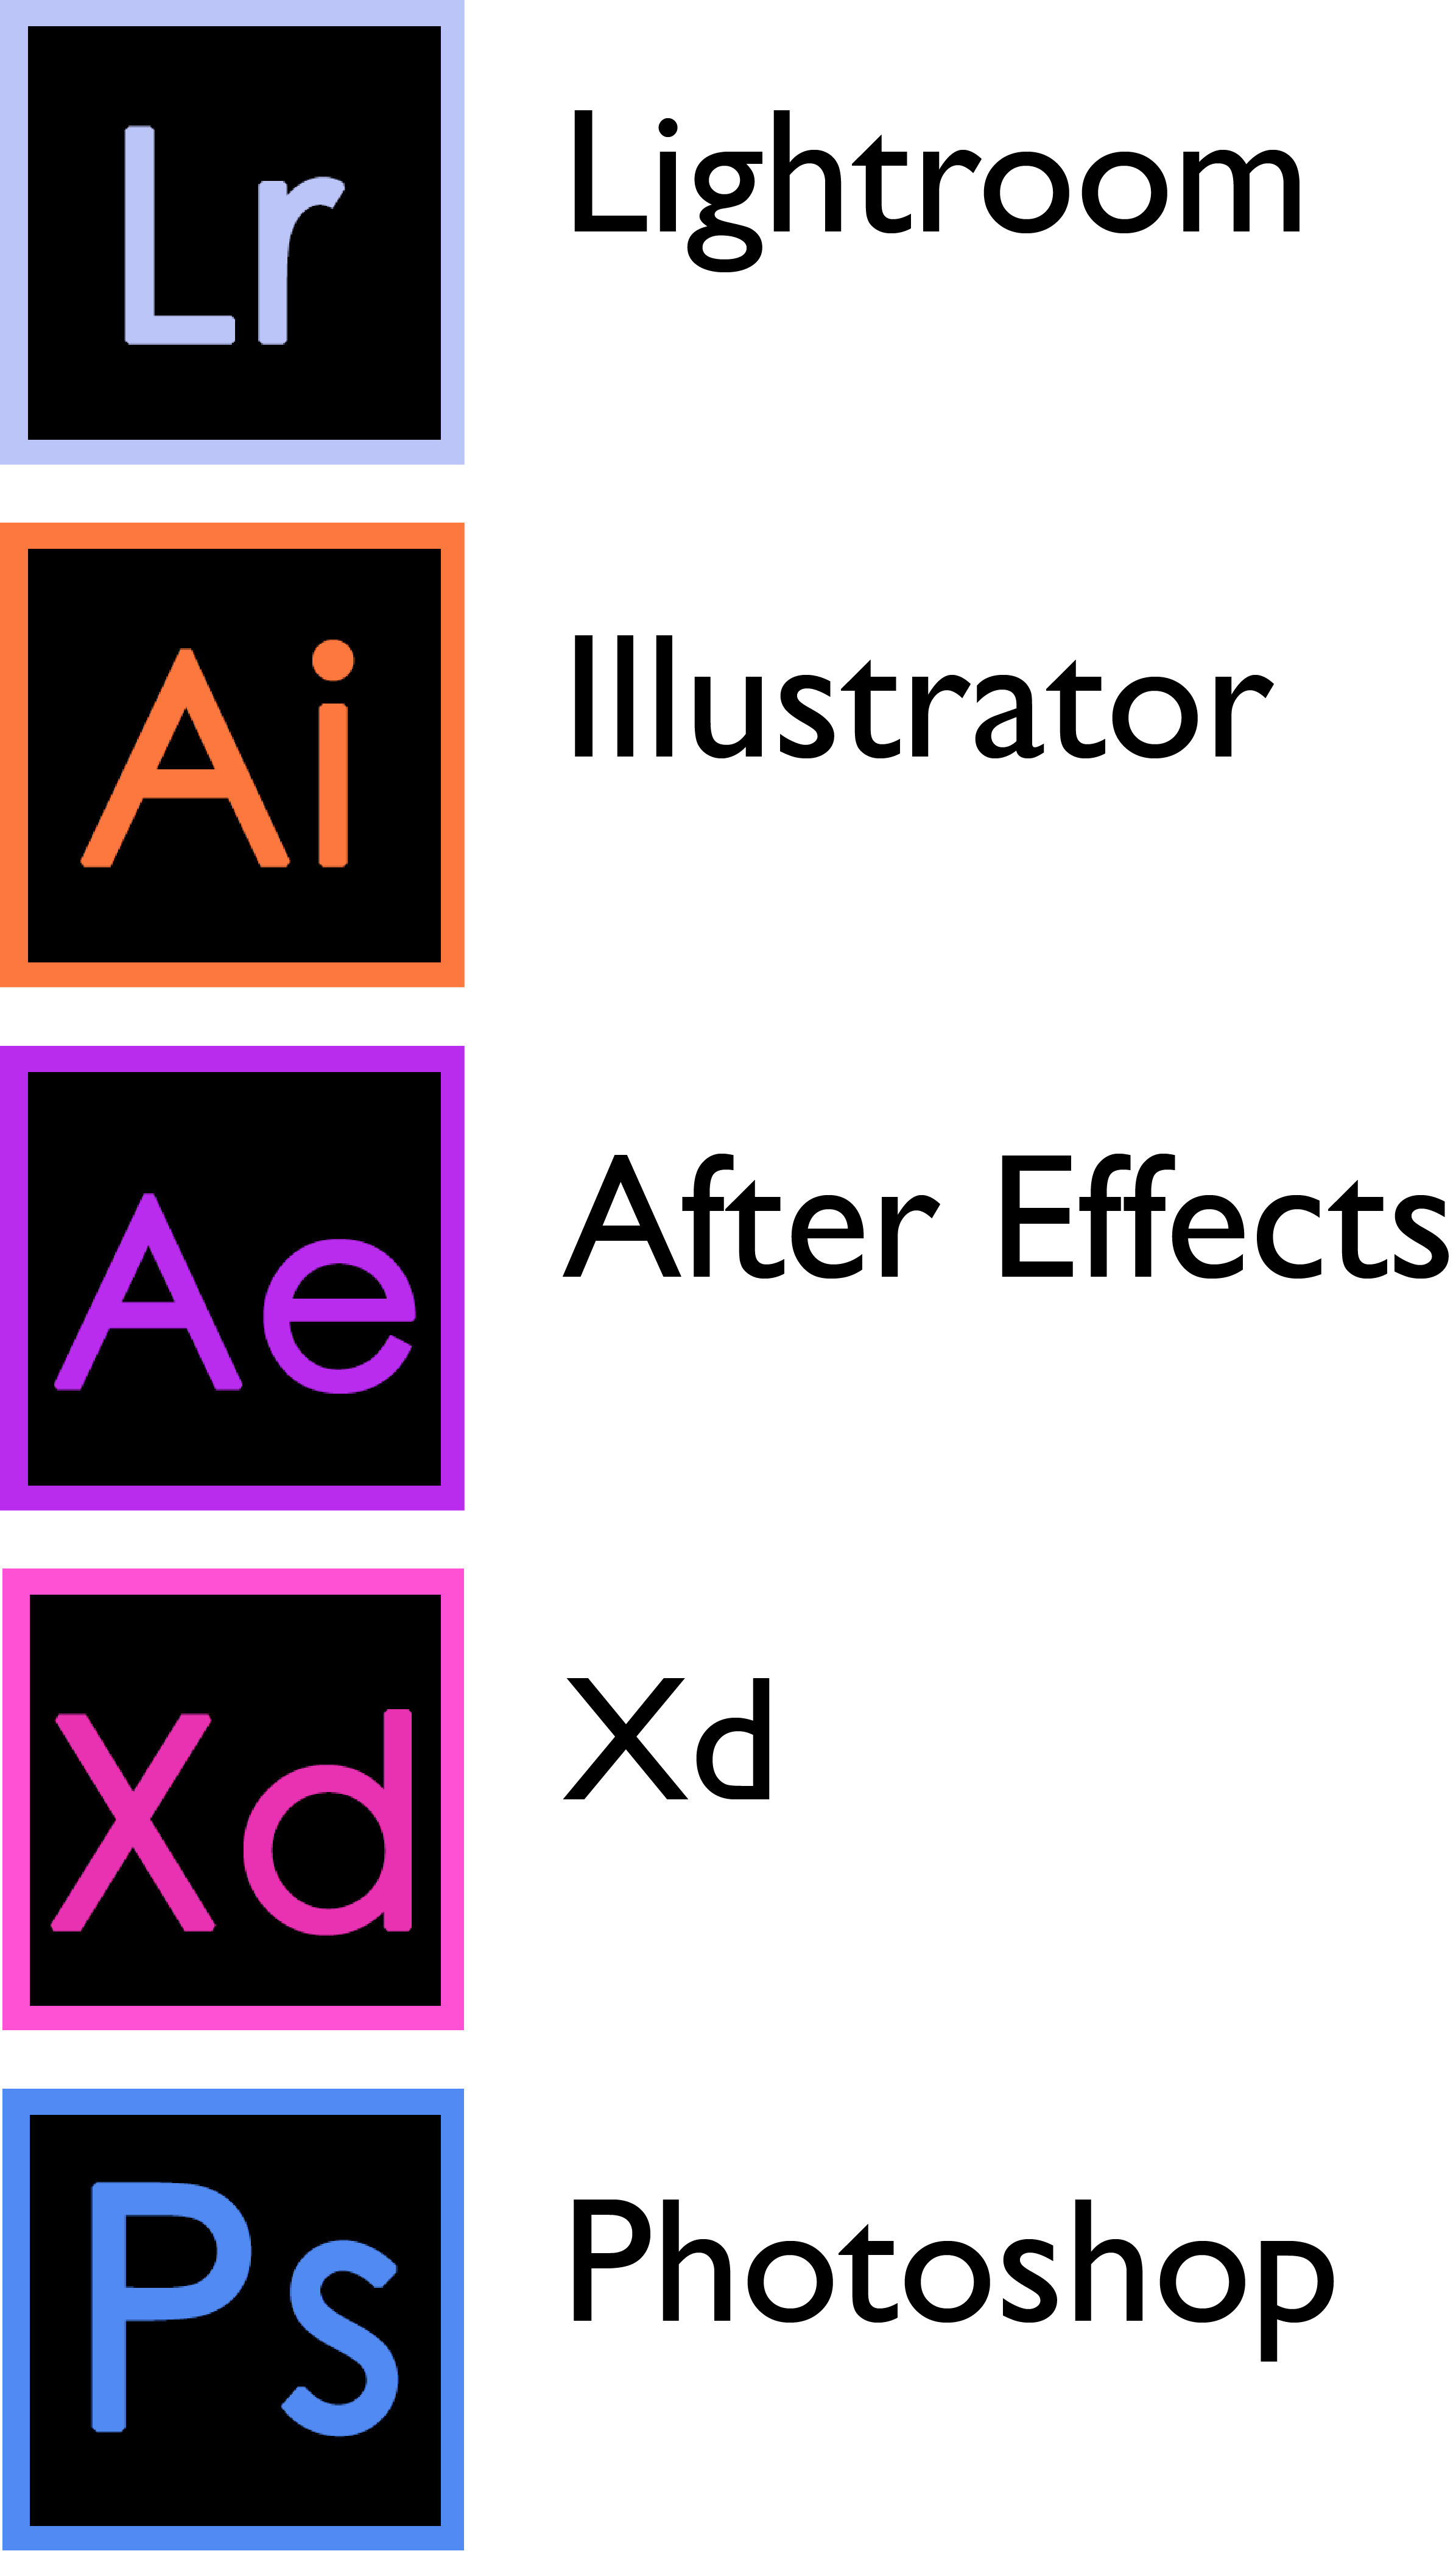 Lr
Lightroom
Ai
Illustrator
Ae
After Effects
Xd
Xd
Ps
Photoshop